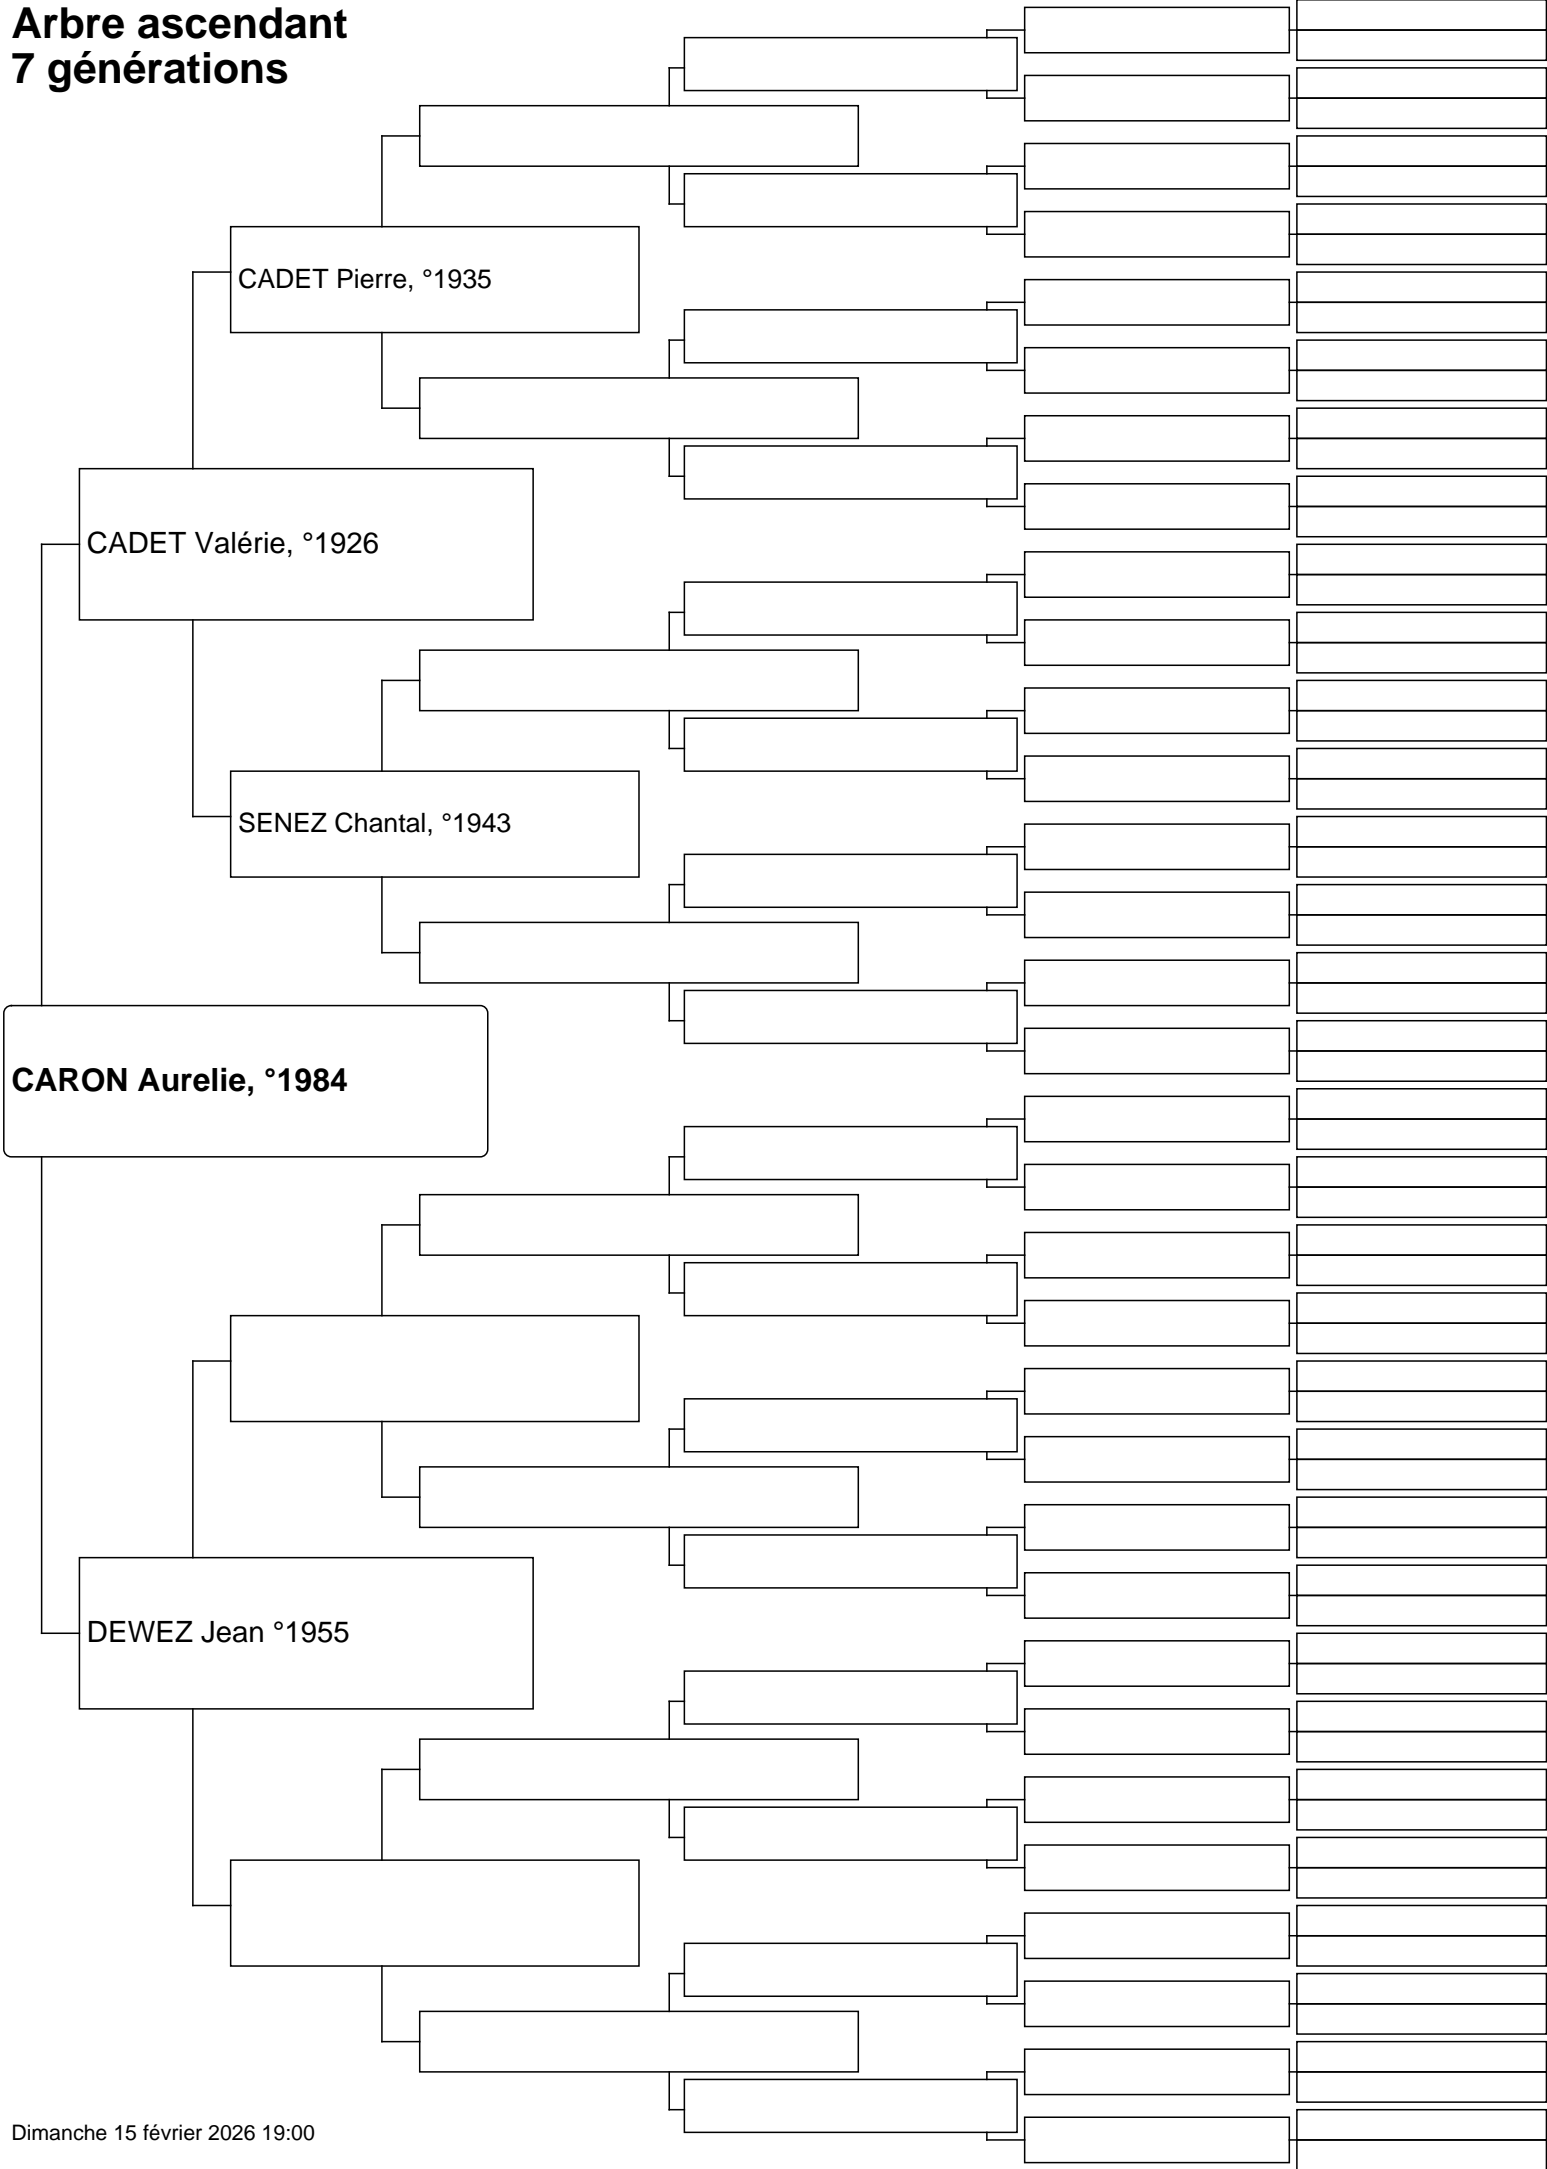 Arbre ascendant
7 générations
CADET Pierre, °1935
CADET Valérie, °1926
SENEZ Chantal, °1943
CARON Aurelie, °1984
DEWEZ Jean °1955
Dimanche 15 février 2026 19:00